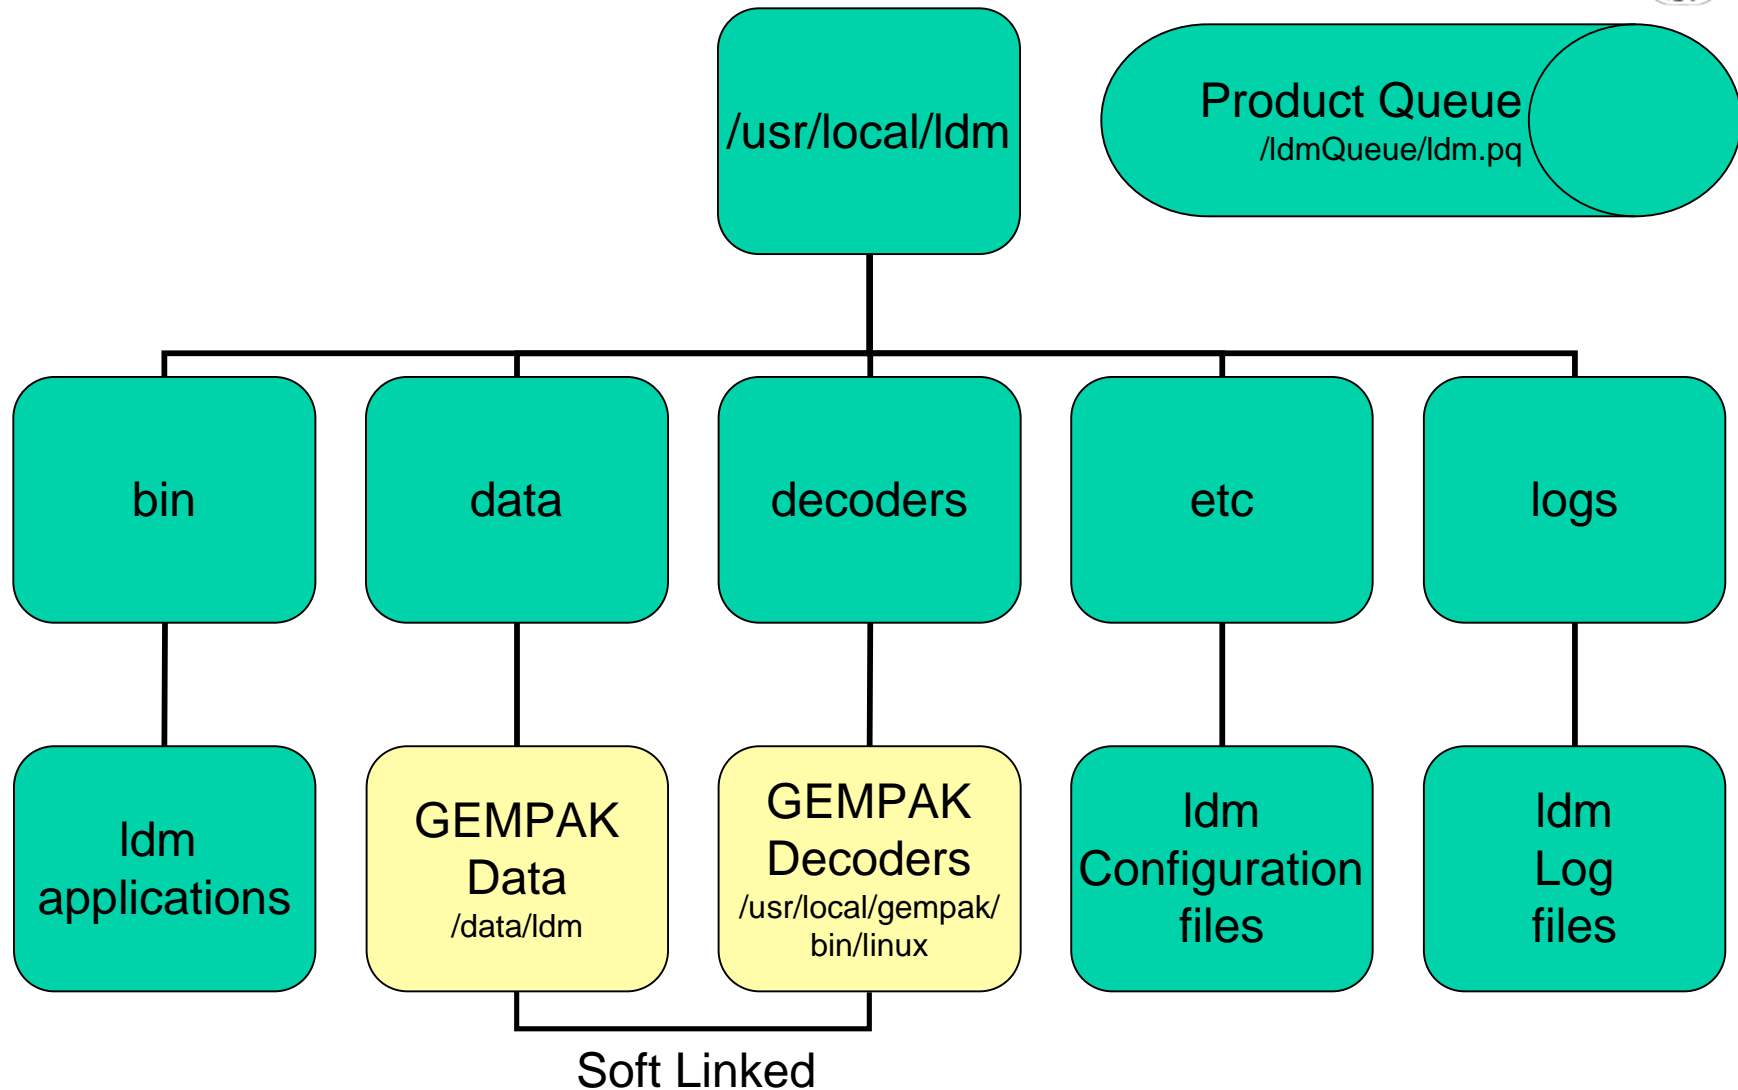 /usr/local/ldm
Product Queue
/ldmQueue/ldm.pq
bin
data
decoders
etc
logs
ldm
applications
GEMPAK
Data
/data/ldm
GEMPAK
Decoders
/usr/local/gempak/
bin/linux
ldm
Configuration
files
ldm
Log
files
Soft Linked